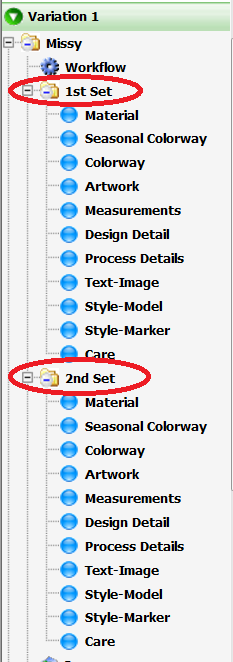 Variation 1
Missy
Workflow
1st Set
Material
Seasonal Colorway
Colorway
Artwork
Measurements
Design Detail
Process Details
Text-Image
Style-Model
Style-Marker
Care
2nd Set
Material
Seasonal Colorway
Colorway
Artwork
Measurements
Design Detail
Process Details
Text-Image
Style-Model
Style-Marker
Care